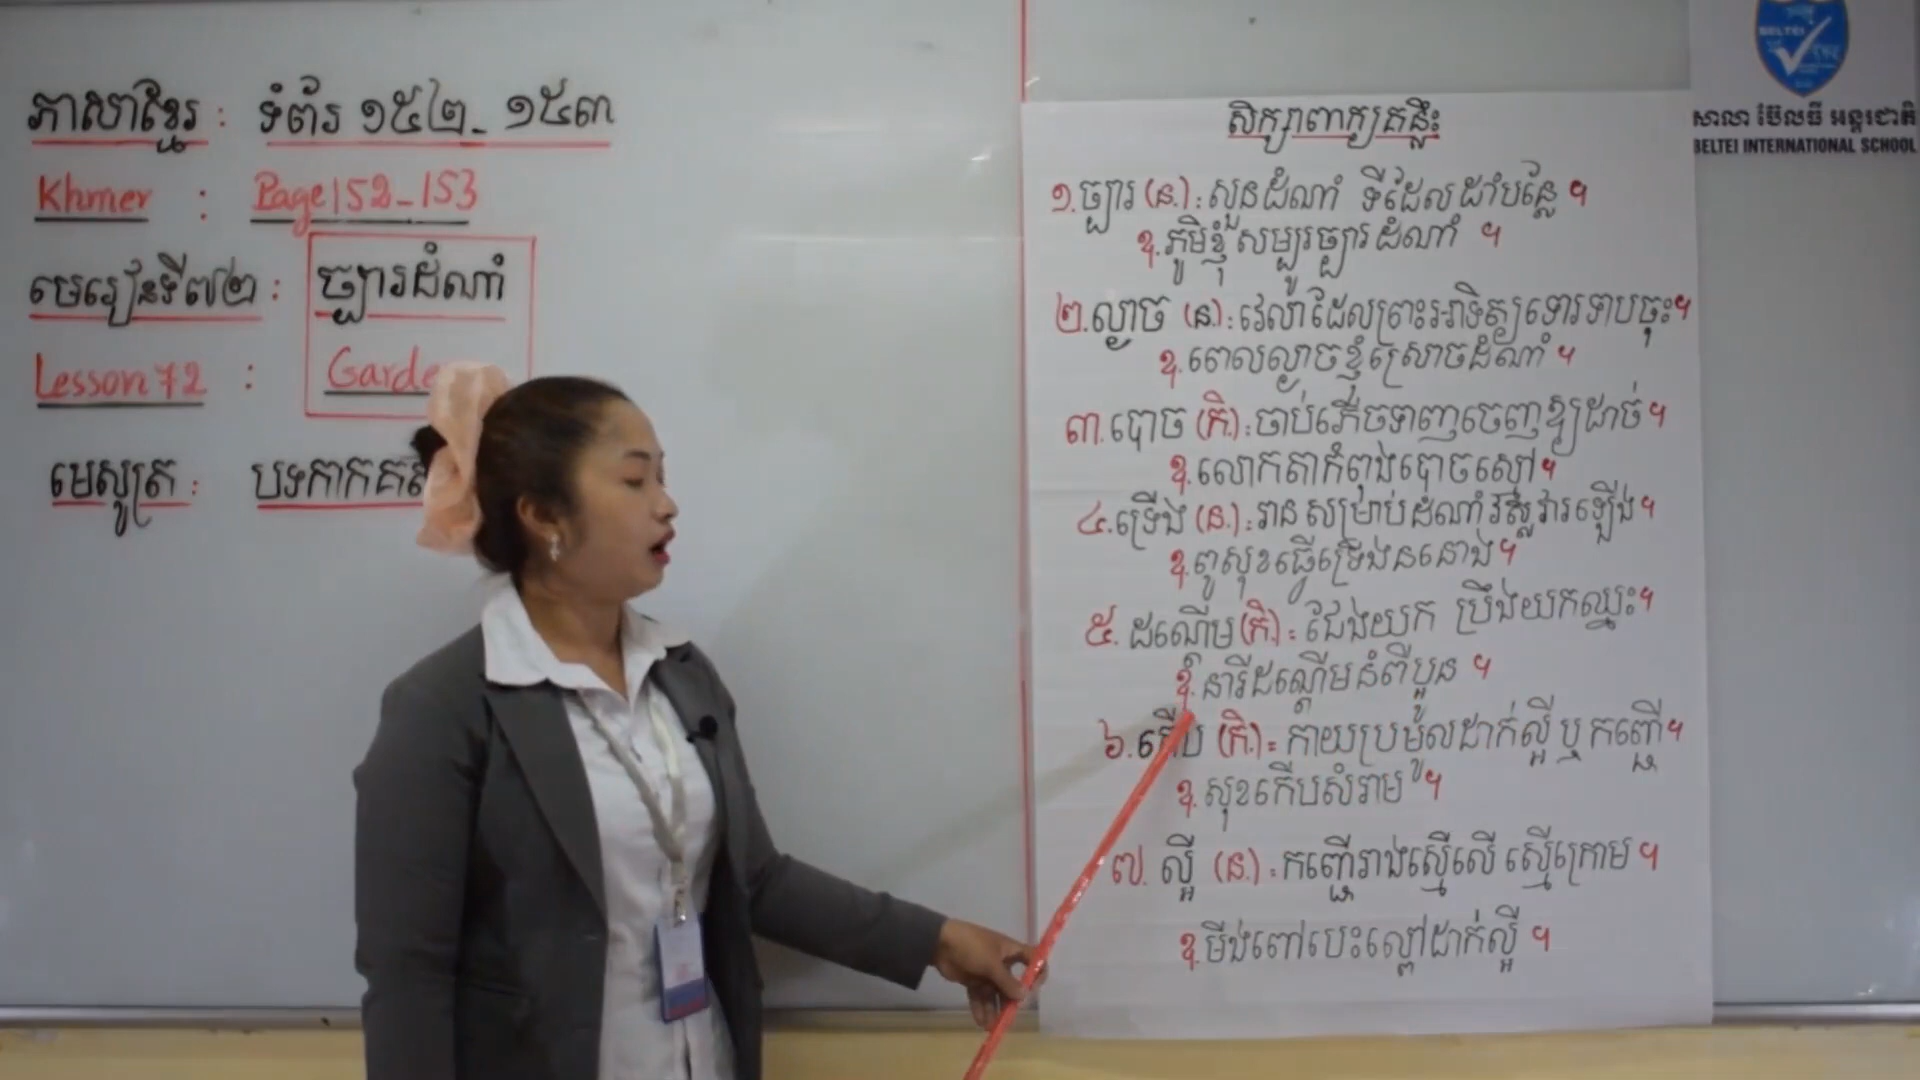 ភាសាខ្មែរ : ទំព័រ ១៥២_ ១៥៣
Khmer : Page152_153
មេរៀនទី៧២ : ច្បារដំណាំ
Lesson 72 : Garde
មេសូត្រ : បទកាកគតិ
សិក្សាពាក្យគន្លឹះ
១.ច្បារ (ន.) : សួនដំណាំ ទីដែលដាំបន្លែ ។
ឧ.ភូមិខ្ញុំសម្បូរច្បារដំណាំ ។
២.ល្ងាច (ន.) : វេលាដែលព្រះអាទិត្យទោរទាបចុះ។
ឧ.ពេលល្ងាចខ្ញុំស្រោចដំណាំ ។
៣. បោច (កិ.) : ចាប់ភើចទាញចេញឱ្យដាច់ ។
ឧ. លោកតាកំពុងបោចស្មៅ។
៤.ទ្រើង (ន.) : រានសម្រាប់ដំណាំវល្លិ៍វារឡើង ។
ឧ.ពូសុខធ្វើទ្រើងននោង ។
៥. ដណ្ដើម (កិ.) : ជែងយក ប្រឹងយកឈ្នះ។
ឧ.នារីដណ្ដើមនំពីប្អូន ។
៦.កើប (កិ.) : កាយប្រមូលដាក់ល្អី ឬ កញ្ជើ។
ឧ. សុខកើបសំរាម ។
៧. ល្អី (ន.) : កញ្ជើរាងស្មើលើ ស្មើក្រោម ។
ឧ.មីងពៅបេះល្ពៅដាក់ល្អី ។
BELTEI
សាលា ប៊ែលធី អន្តរជាតិ
BELTEI INTERNATIONAL SCHOOL